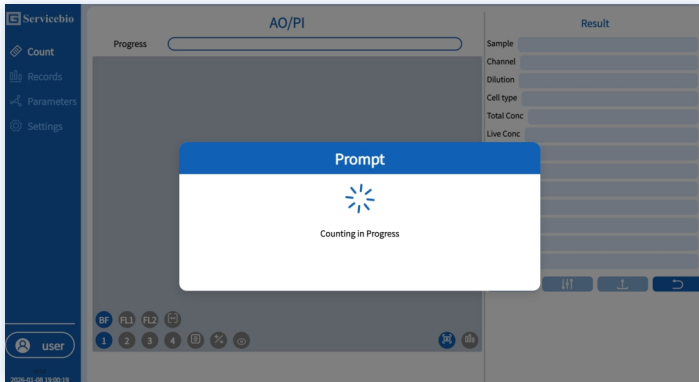 Servicebio
Count
Records
Parameters
Settings
user
2026-01-08 19:00:19
AO/PI
Progress
Result
Sample
Channel
Dilution
Cell type
Total Conc
Live Conc
Prompt
Counting in Progress
BF FL1 FL2
1 2 3 4